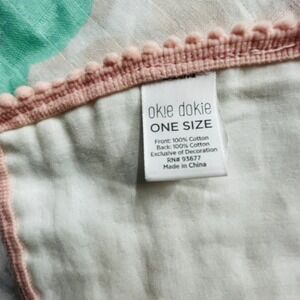 okie dokie
ONE SIZE
Front: 100% Cotton
Back: 100% Cotton
Exclusive of Decoration
RN# 93677
Made in China